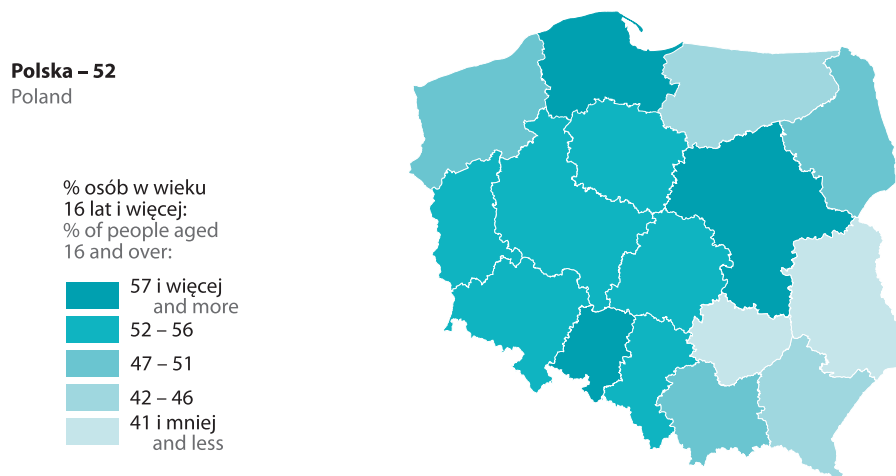 Polska – 52
Poland
% osób w wieku
16 lat i więcej:
% of people aged
16 and over:
57 i więcej
and more
52 – 56
47 – 51
42 – 46
41 i mniej
and less